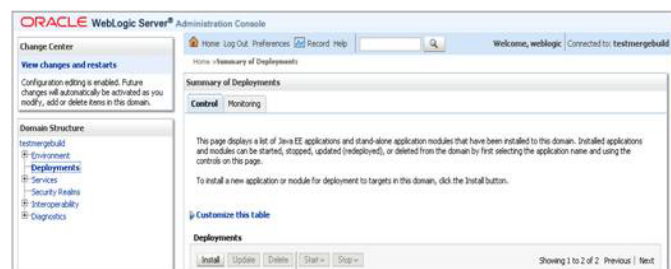 ORACLE WebLogic Server® Administration Console
Change Center
View changes and restarts
Configuration editing is enabled. Future
changes will automatically be activated as you
modify, add or delete items in this domain.
Domain Structure
testmergebuild
Environment
Deployments
Services
Security Realms
Interoperability
Diagnostics
Home Log Out Preferences Record Help
Welcome, weblogic Connected to: testmergebuild
Home >Summary of Deployments
Summary of Deployments
Control Monitoring
This page displays a list of Java EE applications and stand-alone application modules that have been installed to this domain. Installed applications
and modules can be started, stopped, updated (redeployed), or deleted from the domain by first selecting the application name and using the
controls on this page.
To install a new application or module for deployment to targets in this domain, click the Install button.
Customize this table
Deployments
Install Update Delete Start Stop
Showing 1 to 2 of 2 Previous | Next